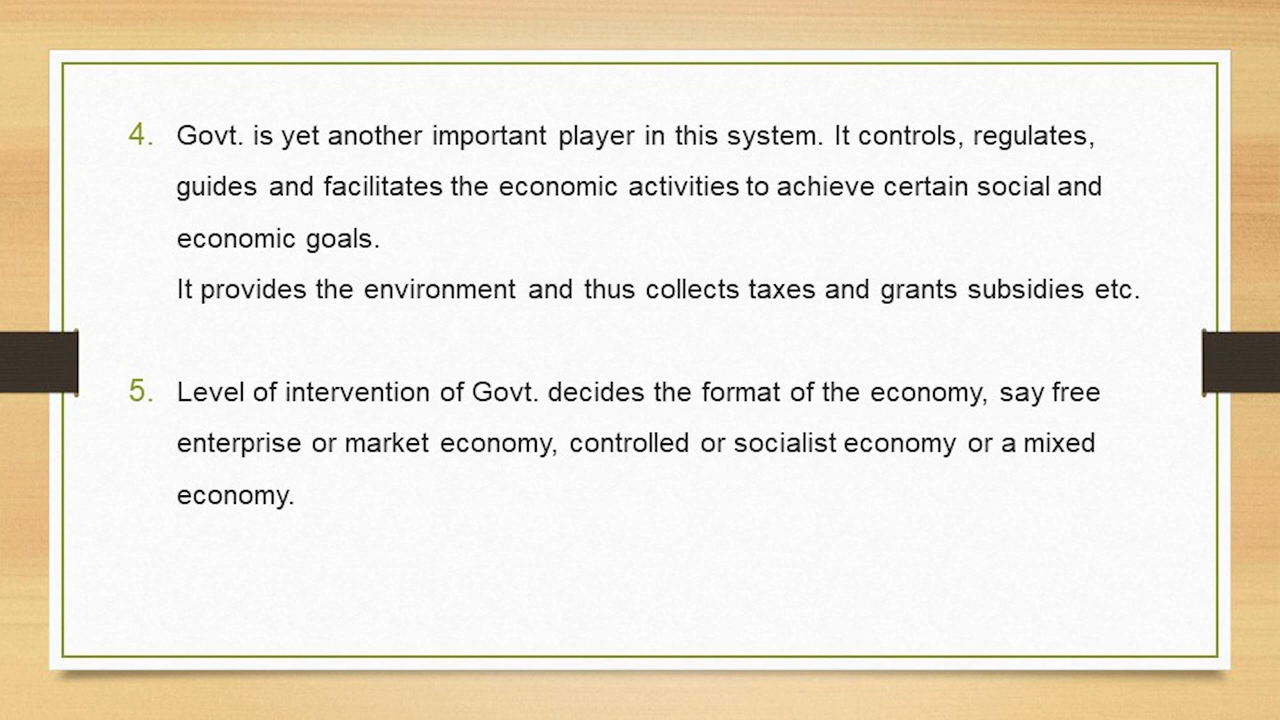 4. Govt. is yet another important player in this system. It controls, regulates,
guides and facilitates the economic activities to achieve certain social and
economic goals.
It provides the environment and thus collects taxes and grants subsidies etc.
5. Level of intervention of Govt. decides the format of the economy, say free
enterprise or market economy, controlled or socialist economy or a mixed
economy.